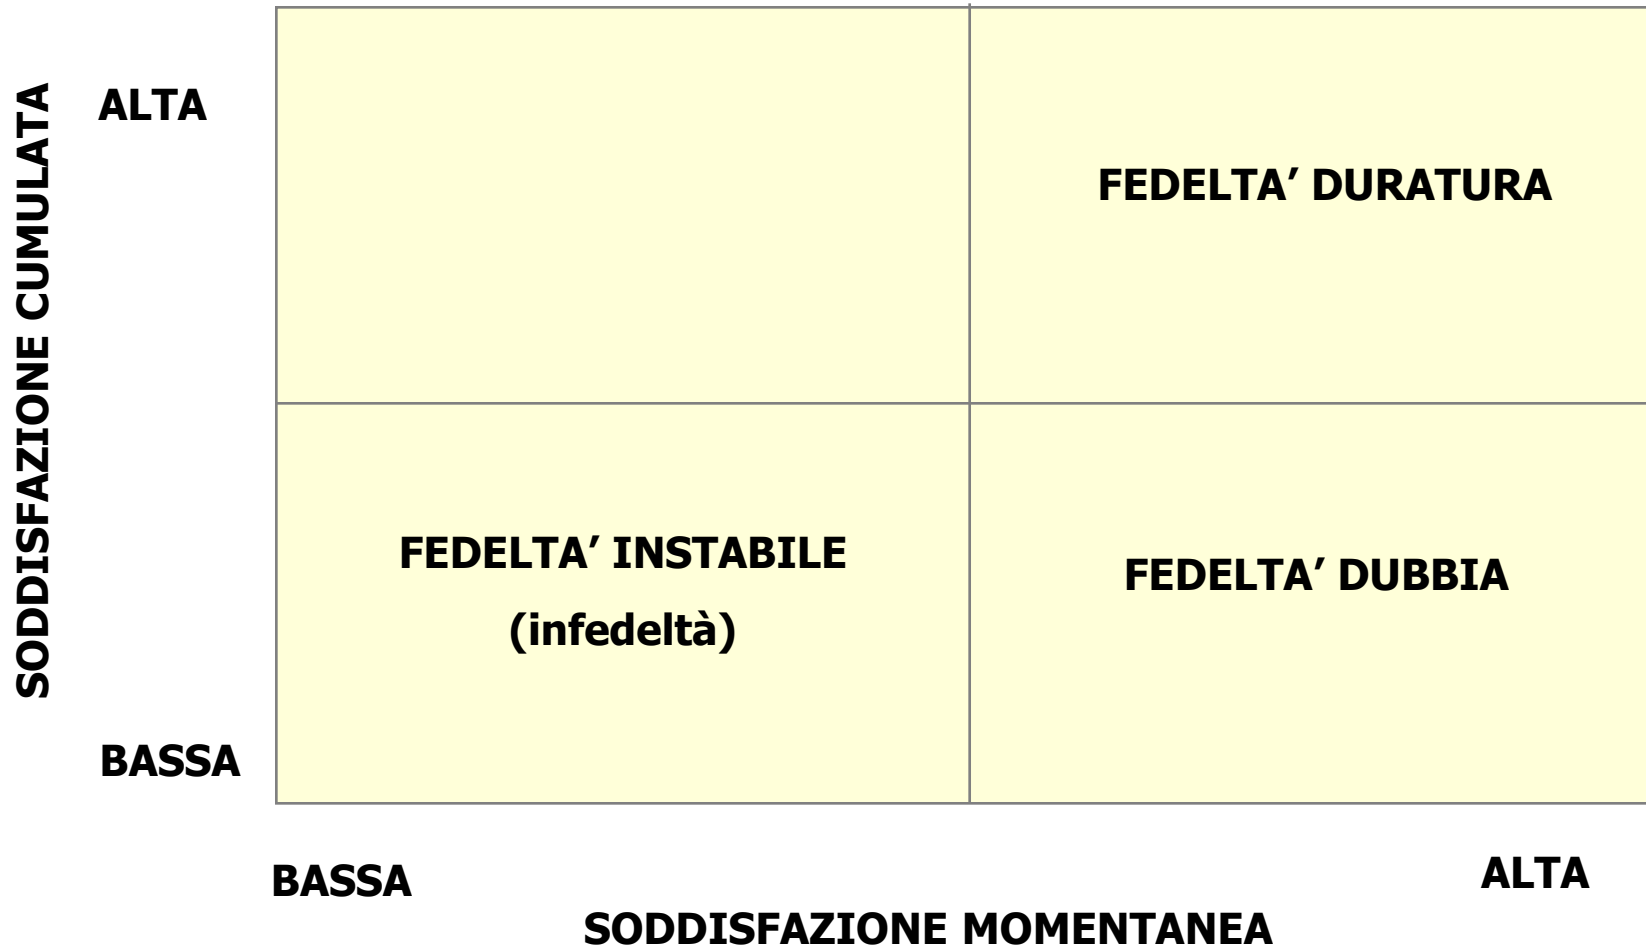 SODDISFAZIONE CUMULATA
ALTA
FEDELTA’ DURATURA
FEDELTA’ INSTABILE
(infedeltà)
FEDELTA’ DUBBIA
BASSA
BASSA
ALTA
SODDISFAZIONE MOMENTANEA